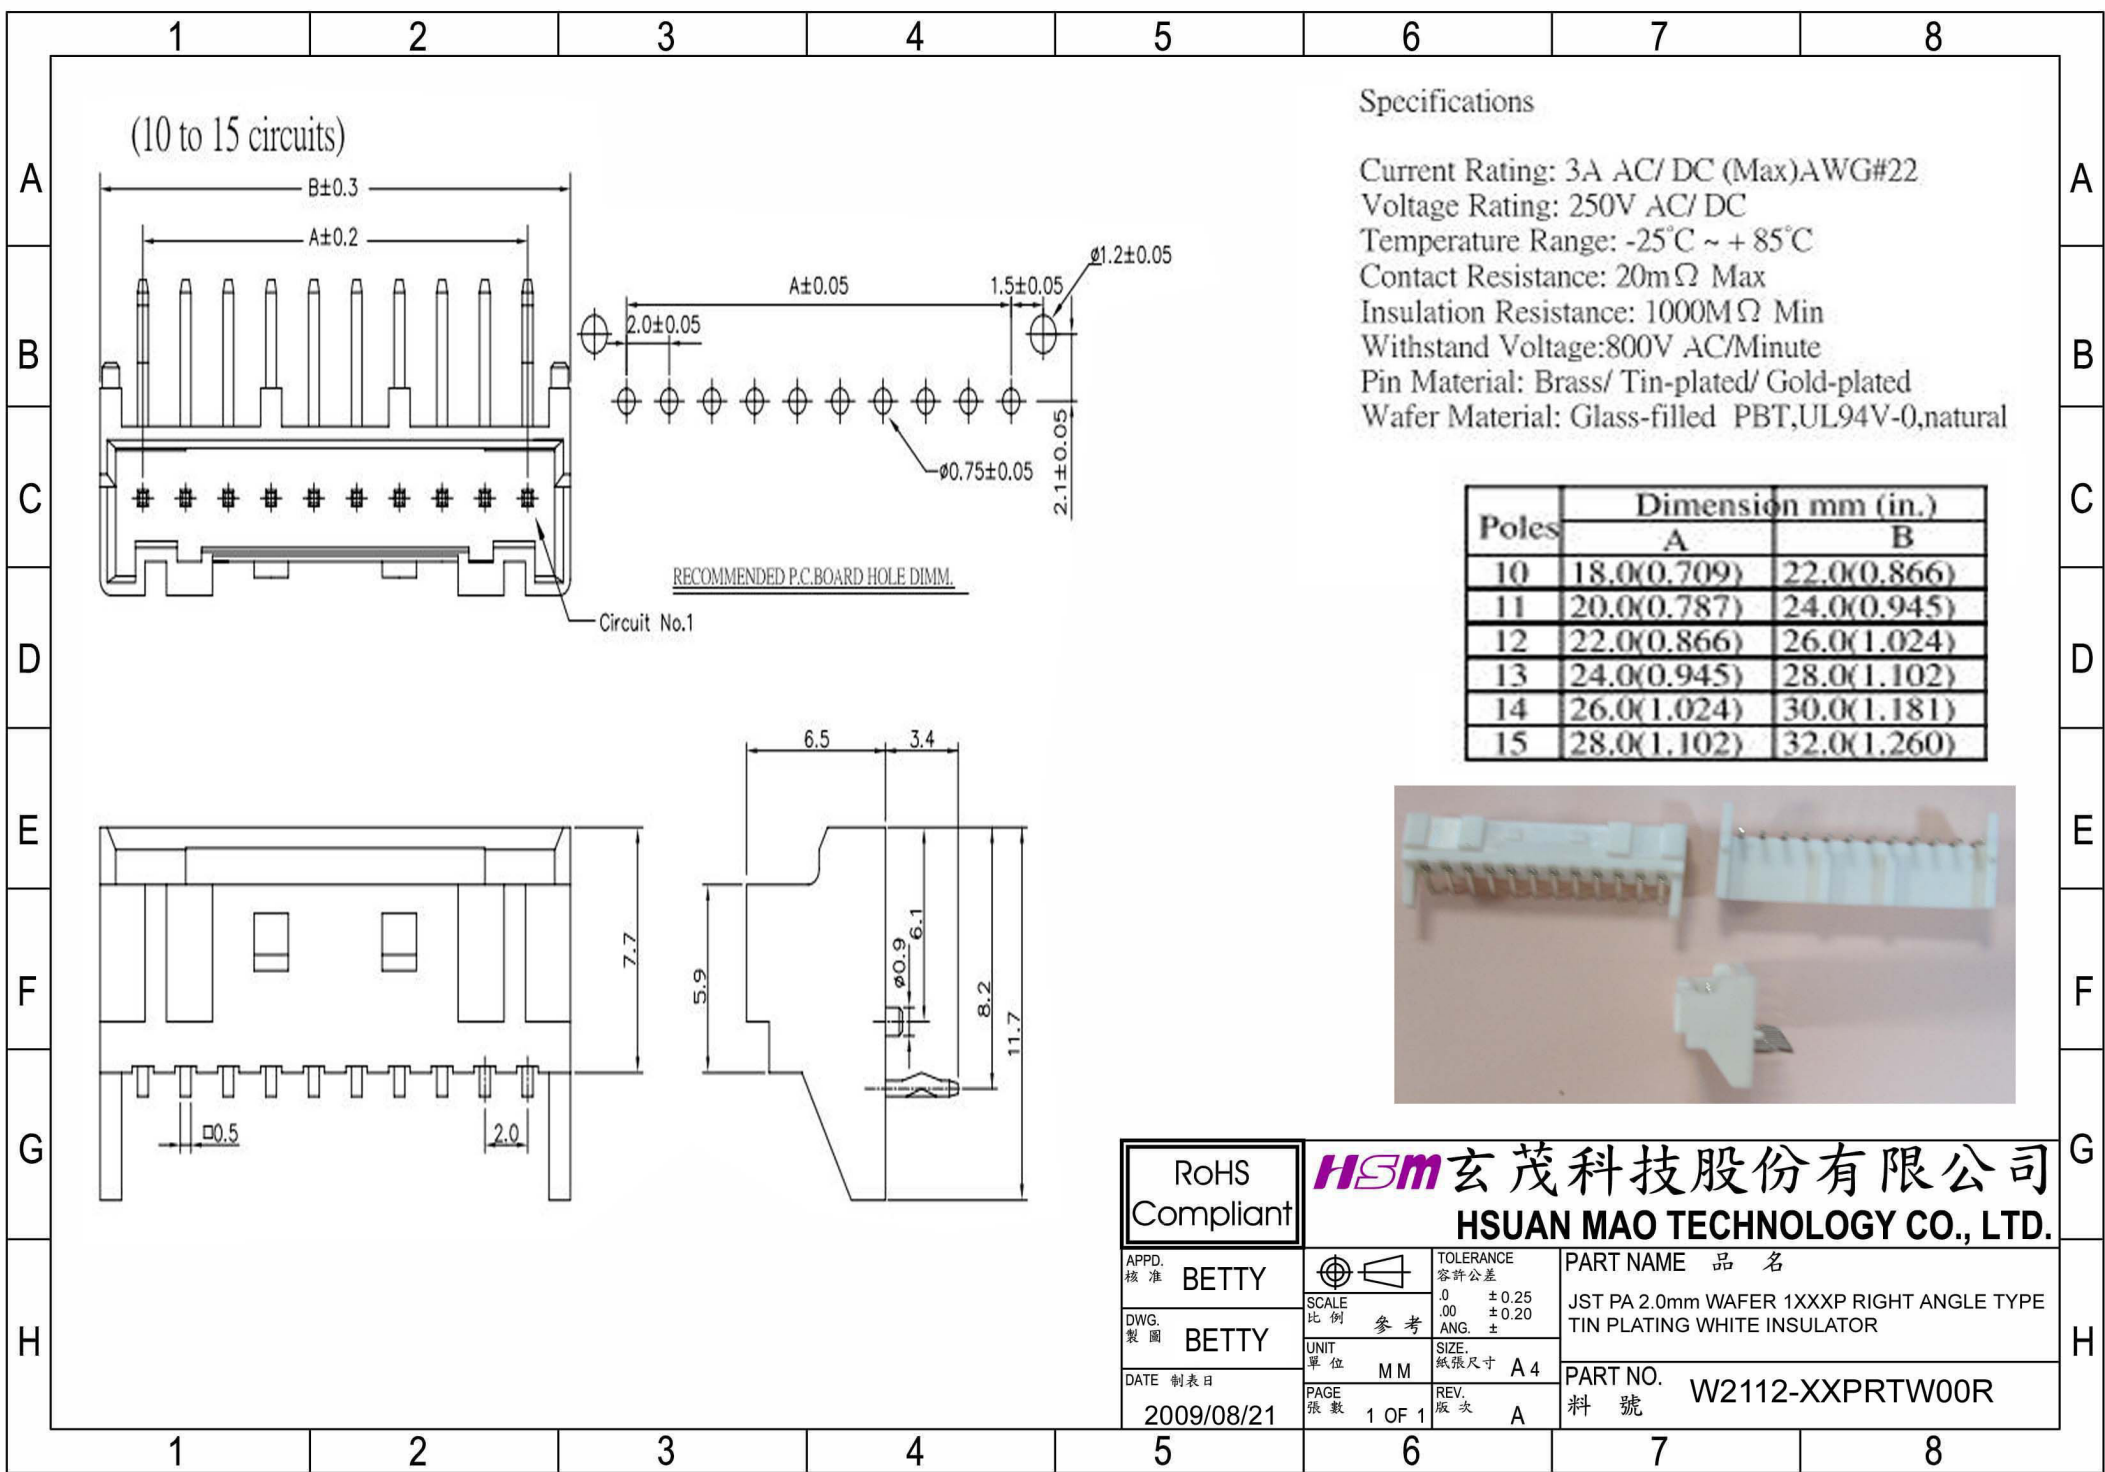 1 2 3 4 5 6 7 8
A
B
C
D
E
F
G
H
(10 to 15 circuits)
B±0.3
A±0.2
A±0.05
1.5±0.05
ø1.2±0.05
2.0±0.05
ø0.75±0.05
2.1±0.05
RECOMMENDED P.C.BOARD HOLE DIMM.
Circuit No.1
Specifications
Current Rating: 3A AC/ DC (Max)AWG#22
Voltage Rating: 250V AC/ DC
Temperature Range: -25°C ~ + 85°C
Contact Resistance: 20mΩ Max
Insulation Resistance: 1000MΩ Min
Withstand Voltage:800V AC/Minute
Pin Material: Brass/ Tin-plated/ Gold-plated
Wafer Material: Glass-filled PBT,UL94V-0,natural
Poles Dimension mm (in.)
A B
10 18.0(0.709) 22.0(0.866)
11 20.0(0.787) 24.0(0.945)
12 22.0(0.866) 26.0(1.024)
13 24.0(0.945) 28.0(1.102)
14 26.0(1.024) 30.0(1.181)
15 28.0(1.102) 32.0(1.260)
7.7
□0.5
2.0
6.5
3.4
5.9
ø0.9
6.1
8.2
11.7
RoHS
Compliant
HSM 玄茂科技股份有限公司
HSUAN MAO TECHNOLOGY CO., LTD.
APPD.
核 准 BETTY
DWG.
製 圖 BETTY
DATE 制表日
2009/08/21
SCALE
比 例 參 考
UNIT
單 位 MM
PAGE
張 數 1 OF 1
TOLERANCE
容許公差
.0 ±0.25
.00 ±0.20
ANG. ±
SIZE.
紙張尺寸 A4
REV.
版 次 A
PART NAME 品 名
JST PA 2.0mm WAFER 1XXXP RIGHT ANGLE TYPE
TIN PLATING WHITE INSULATOR
PART NO.
料 號 W2112-XXPRTW00R
A
B
C
D
E
F
G
H
1 2 3 4 5 6 7 8